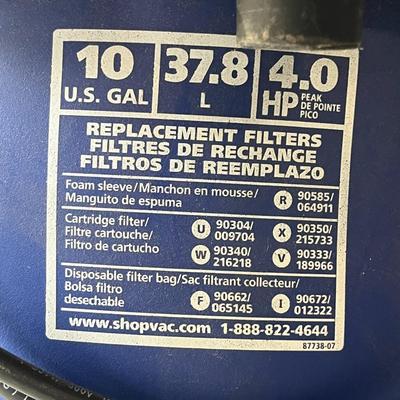 10 U.S. GAL
37.8 L
4.0 HP PEAK DE POINTE PICO
REPLACEMENT FILTERS
FILTRES DE RECHANGE
FILTROS DE REEMPLAZO
Foam sleeve/Manchon en mousse/
Manguito de espuma
R 90585/
064911
Cartridge filter/
Filtre cartouche/
Filtro de cartucho
U 90304/
009704
X 90350/
215733
W 90340/
216218
V 90333/
189966
Disposable filter bag/Sac filtrant collecteur/
Bolsa filtro
desechable
F 90662/
065145
I 90672/
012322
www.shopvac.com 1-888-822-4644
87738-07